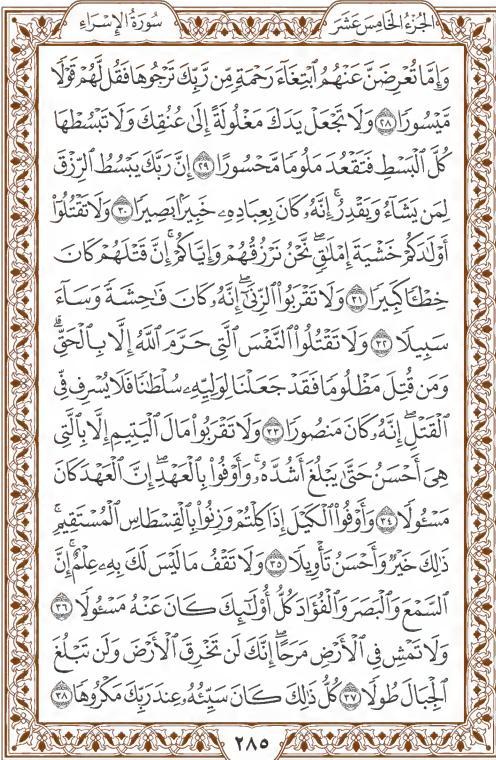 الجزء الخامس عشر
سورة الإسراء
وَإِمَّا تُعۡرِضَنَّ عَنۡهُمُ ٱبۡتِغَآءَ رَحۡمَةٖ مِّن رَّبِّكَ تَرۡجُوهَا فَقُل لَّهُمۡ قَوۡلٗا
مَّيۡسُورٗا ٢٨ وَلَا تَجۡعَلۡ يَدَكَ مَغۡلُولَةً إِلَىٰ عُنُقِكَ وَلَا تَبۡسُطۡهَا
كُلَّ ٱلۡبَسۡطِ فَتَقۡعُدَ مَلُومٗا مَّحۡسُورًا ٢٩ إِنَّ رَبَّكَ يَبۡسُطُ ٱلرِّزۡقَ
لِمَن يَشَآءُ وَيَقۡدِرُۚ إِنَّهُۥ كَانَ بِعِبَادِهِۦ خَبِيرَۢا بَصِيرٗا ٣٠ وَلَا تَقۡتُلُوٓاْ
أَوۡلَٰدَكُمۡ خَشۡيَةَ إِمۡلَٰقٖۖ نَّحۡنُ نَرۡزُقُهُمۡ وَإِيَّاكُمۡۚ إِنَّ قَتۡلَهُمۡ كَانَ
خِطۡـٔٗا كَبِيرٗا ٣١ وَلَا تَقۡرَبُواْ ٱلزِّنَىٰٓۖ إِنَّهُۥ كَانَ فَٰحِشَةٗ وَسَآءَ
سَبِيلٗا ٣٢ وَلَا تَقۡتُلُواْ ٱلنَّفۡسَ ٱلَّتِي حَرَّمَ ٱللَّهُ إِلَّا بِٱلۡحَقِّۗ
وَمَن قُتِلَ مَظۡلُومٗا فَقَدۡ جَعَلۡنَا لِوَلِيِّهِۦ سُلۡطَٰنٗا فَلَا يُسۡرِف فِّي
ٱلۡقَتۡلِۖ إِنَّهُۥ كَانَ مَنصُورٗا ٣٣ وَلَا تَقۡرَبُواْ مَالَ ٱلۡيَتِيمِ إِلَّا بِٱلَّتِي
هِيَ أَحۡسَنُ حَتَّىٰ يَبۡلُغَ أَشُدَّهُۥۚ وَأَوۡفُواْ بِٱلۡعَهۡدِۖ إِنَّ ٱلۡعَهۡدَ كَانَ
مَسۡـُٔولٗا ٣٤ وَأَوۡفُواْ ٱلۡكَيۡلَ إِذَا كِلۡتُمۡ وَزِنُواْ بِٱلۡقِسۡطَاسِ ٱلۡمُسۡتَقِيمِۚ
ذَٰلِكَ خَيۡرٞ وَأَحۡسَنُ تَأۡوِيلٗا ٣٥ وَلَا تَقۡفُ مَا لَيۡسَ لَكَ بِهِۦ عِلۡمٌۚ إِنَّ
ٱلسَّمۡعَ وَٱلۡبَصَرَ وَٱلۡفُؤَادَ كُلُّ أُوْلَٰٓئِكَ كَانَ عَنۡهُ مَسۡـُٔولٗا ٣٦
وَلَا تَمۡشِ فِي ٱلۡأَرۡضِ مَرَحًاۖ إِنَّكَ لَن تَخۡرِقَ ٱلۡأَرۡضَ وَلَن تَبۡلُغَ
ٱلۡجِبَالَ طُولٗا ٣٧ كُلُّ ذَٰلِكَ كَانَ سَيِّئُهُۥ عِندَ رَبِّكَ مَكۡرُوهٗا ٣٨
٢٨٥